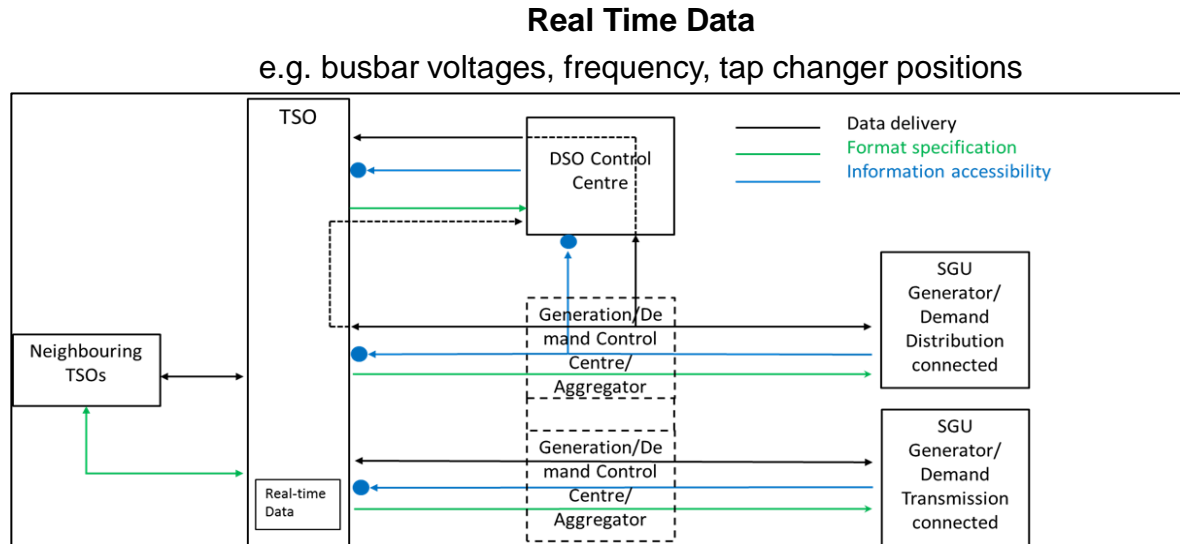 Real Time Data
e.g. busbar voltages, frequency, tap changer positions
TSO
DSO Control
Centre
Data delivery
Format specification
Information accessibility
Neighbouring
TSOs
Generation/De
mand Control
Centre/
Aggregator
SGU
Generator/
Demand
Distribution
connected
Generation/De
mand Control
Centre/
Aggregator
SGU
Generator/
Demand
Transmission
connected
Real-time
Data